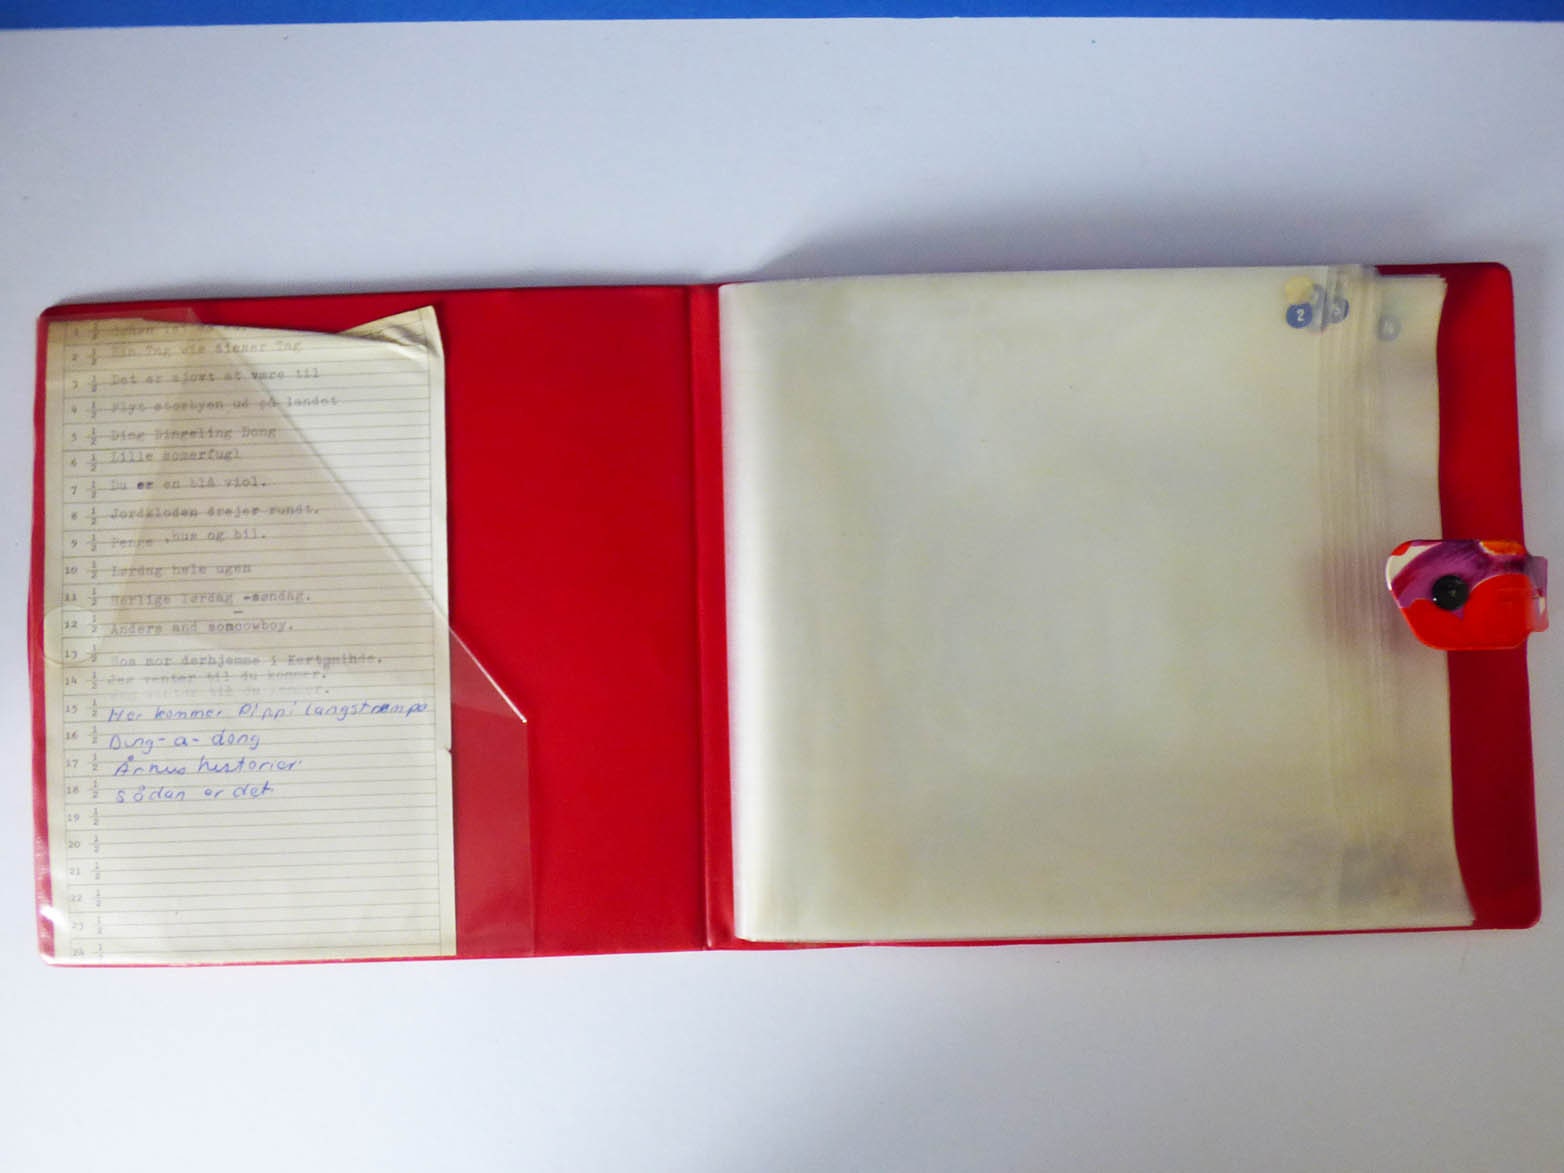 1 1/2
2 1/2 Ein Tag wie dieser Tag
3 1/2 Det er sjovt at være til
4 1/2 Flyt storbyen ud på landet
5 1/2 Ding Dingeling Dong
6 1/2 Lille somerfugl
7 1/2 Du er en blå viol.
8 1/2 Jordkloden drejer rundt.
9 1/2 Penge ,hus og bil.
10 1/2 Lørdag hele ugen
11 1/2 Herlige lørdag -søndag.
12 1/2 Anders and somcowboy.
13 1/2 Hos mor derhjemme i
14 1/2 Jeg venter til du kommer.
15 1/2 Her kommer Pippi langstrømpe
16 1/2 Ding-a-dong
17 1/2 Århus historier
18 1/2 sådan er det
19 1/2
20 1/2
21 1/2
22 1/2
23 1/2
24 1/2
2